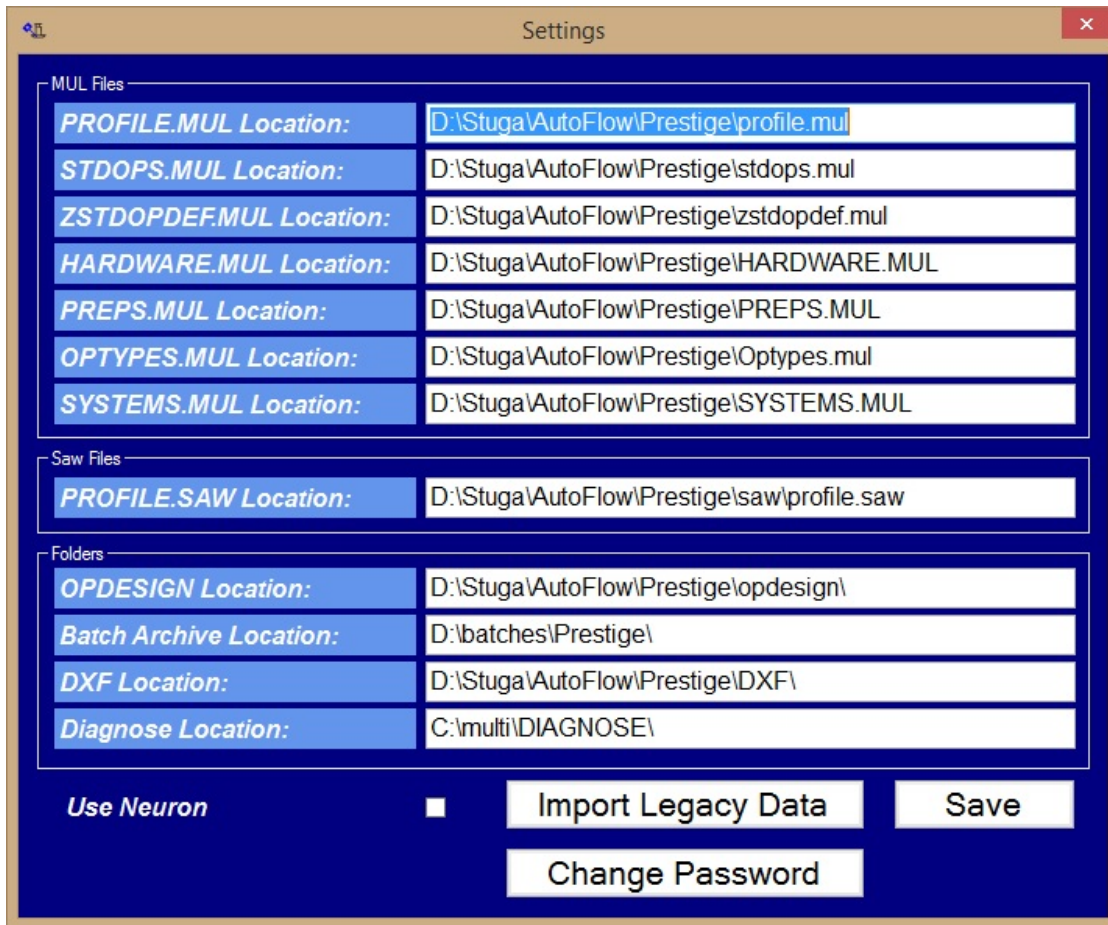 Settings
MUL Files
PROFILE.MUL Location: D:\Stuga\AutoFlow\Prestige\profile.mul
STDOPS.MUL Location: D:\Stuga\AutoFlow\Prestige\stdops.mul
ZSTDOPDEF.MUL Location: D:\Stuga\AutoFlow\Prestige\zstdopdef.mul
HARDWARE.MUL Location: D:\Stuga\AutoFlow\Prestige\HARDWARE.MUL
PREPS.MUL Location: D:\Stuga\AutoFlow\Prestige\PREPS.MUL
OPTYPES.MUL Location: D:\Stuga\AutoFlow\Prestige\Optypes.mul
SYSTEMS.MUL Location: D:\Stuga\AutoFlow\Prestige\SYSTEMS.MUL
Saw Files
PROFILE.SAW Location: D:\Stuga\AutoFlow\Prestige\saw\profile.saw
Folders
OPDESIGN Location: D:\Stuga\AutoFlow\Prestige\opdesign\
Batch Archive Location: D:\batches\Prestige\
DXF Location: D:\Stuga\AutoFlow\Prestige\DXF\
Diagnose Location: C:\multi\DIAGNOSE\
Use Neuron Import Legacy Data Save
Change Password